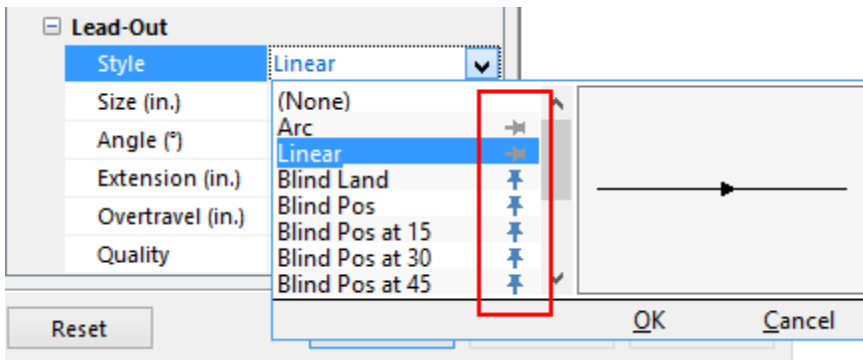 Lead-Out
Style
Linear
Size (in.)
(None)
Arc
Angle (°)
Linear
Extension (in.)
Blind Land
Blind Pos
Overtravel (in.)
Blind Pos at 15
Quality
Blind Pos at 30
Blind Pos at 45
Reset
OK
Cancel